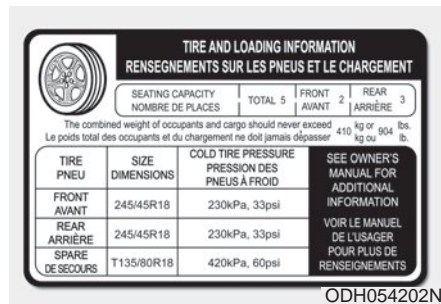 TIRE AND LOADING INFORMATION
RENSEGNEMENTS SUR LES PNEUS ET LE CHARGEMENT
SEATING CAPACITY
NOMBRE DE PLACES
TOTAL 5
FRONT
AVANT
2
REAR
ARRIÈRE
3
The combined weight of occupants and cargo should never exceed 410 kg or 904 lbs.
Le poids total des occupants et du chargement ne doit jamais dépasser kg ou lb.
TIRE
PNEU
SIZE
DIMENSIONS
COLD TIRE PRESSURE
PRESSION DES
PNEUS À FROID
FRONT
AVANT
245/45R18
230kPa, 33psi
REAR
ARRIÈRE
245/45R18
230kPa, 33psi
SPARE
DE SECOURS
T135/80R18
420kPa, 60psi
SEE OWNER'S
MANUAL FOR
ADDITIONAL
INFORMATION
VOIR LE MANUEL
DE L'USAGER
POUR PLUS DE
RENSEIGNEMENTS
ODH054202N